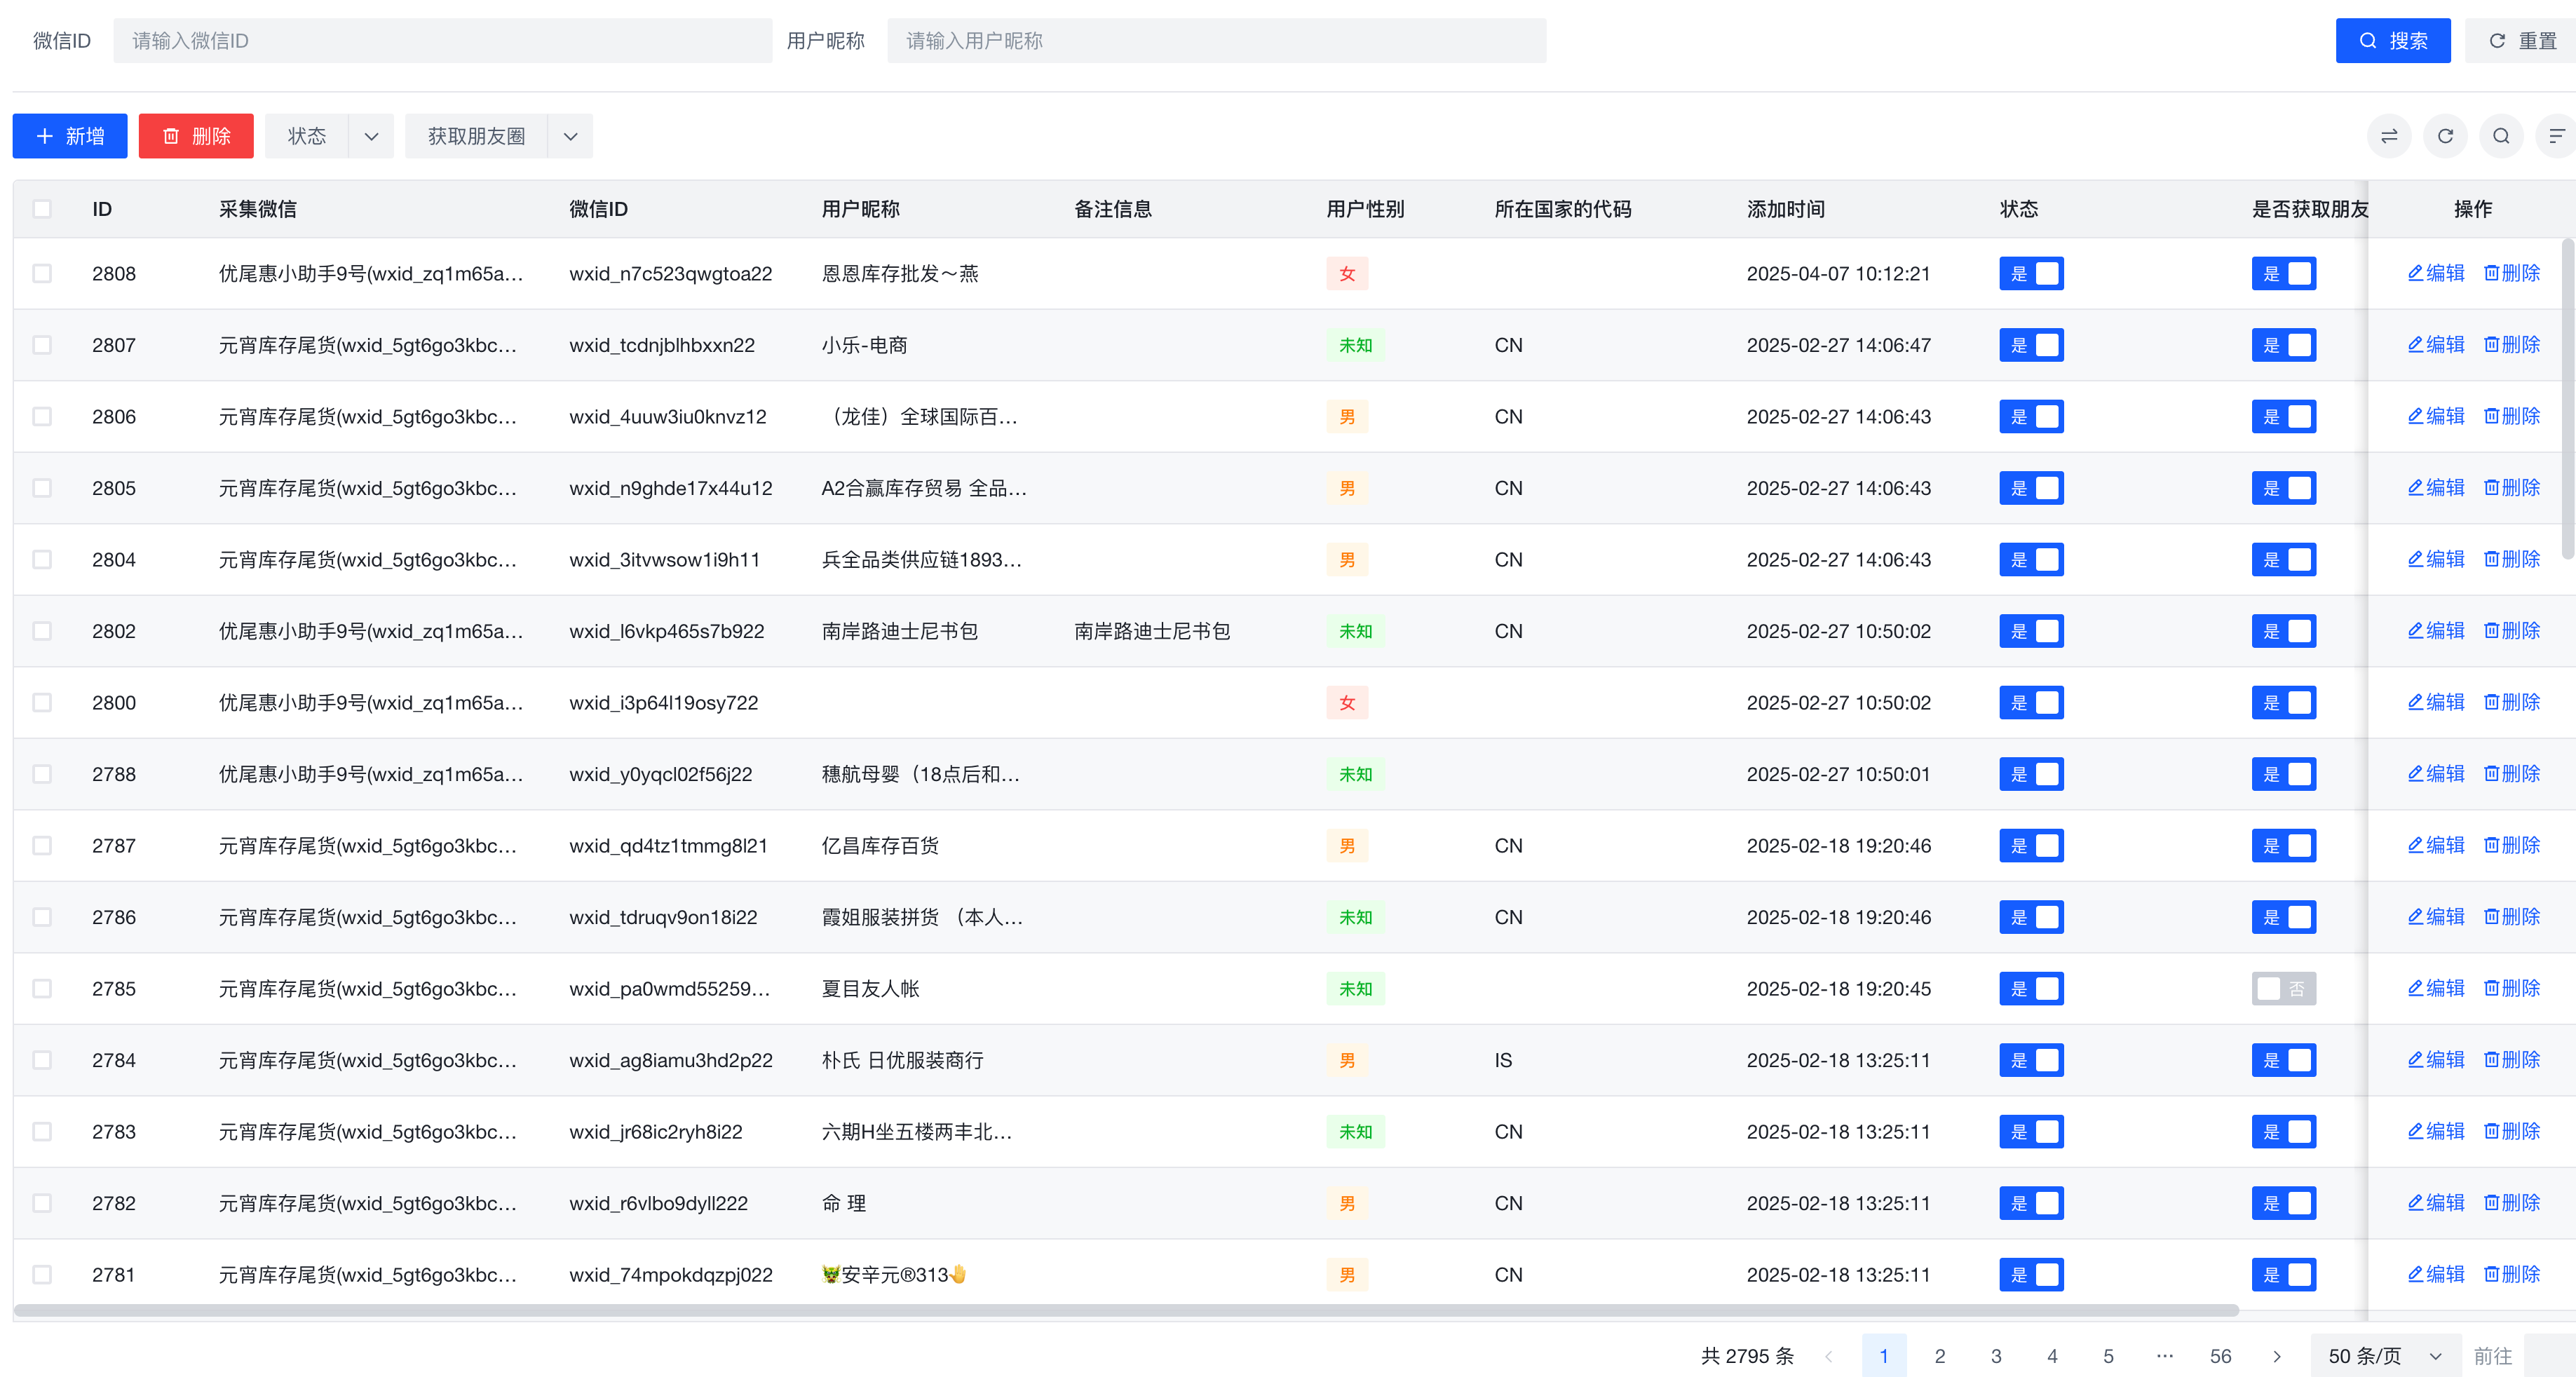 微信ID 请输入微信ID 用户昵称 请输入用户昵称 搜索 重置
新增 删除 状态 获取朋友圈
ID 采集微信 微信ID 用户昵称 备注信息 用户性别 所在国家的代码 添加时间 状态 是否获取朋友 操作
2808 优尾惠小助手9号(wxid_zq1m65a... wxid_n7c523qwgtoa22 恩恩库存批发～燕 女 2025-04-07 10:12:21 是 是 编辑 删除
2807 元宵库存尾货(wxid_5gt6go3kbc... wxid_tcdnjblhbxxn22 小乐-电商 未知 CN 2025-02-27 14:06:47 是 是 编辑 删除
2806 元宵库存尾货(wxid_5gt6go3kbc... wxid_4uuw3iu0knvz12 （龙佳）全球国际百... 男 CN 2025-02-27 14:06:43 是 是 编辑 删除
2805 元宵库存尾货(wxid_5gt6go3kbc... wxid_n9ghde17x44u12 A2合赢库存贸易 全品... 男 CN 2025-02-27 14:06:43 是 是 编辑 删除
2804 元宵库存尾货(wxid_5gt6go3kbc... wxid_3itvwsow1i9h11 兵全品类供应链1893... 男 CN 2025-02-27 14:06:43 是 是 编辑 删除
2802 优尾惠小助手9号(wxid_zq1m65a... wxid_l6vkp465s7b922 南岸路迪士尼书包 南岸路迪士尼书包 未知 CN 2025-02-27 10:50:02 是 是 编辑 删除
2800 优尾惠小助手9号(wxid_zq1m65a... wxid_i3p64l19osy722 女 2025-02-27 10:50:02 是 是 编辑 删除
2788 优尾惠小助手9号(wxid_zq1m65a... wxid_y0yqcl02f56j22 穗航母婴（18点后和... 未知 2025-02-27 10:50:01 是 是 编辑 删除
2787 元宵库存尾货(wxid_5gt6go3kbc... wxid_qd4tz1tmmg8l21 亿昌库存百货 男 CN 2025-02-18 19:20:46 是 是 编辑 删除
2786 元宵库存尾货(wxid_5gt6go3kbc... wxid_tdruqv9on18i22 霞姐服装拼货 （本人... 未知 CN 2025-02-18 19:20:46 是 是 编辑 删除
2785 元宵库存尾货(wxid_5gt6go3kbc... wxid_pa0wmd55259... 夏目友人帐 未知 2025-02-18 19:20:45 是 否 编辑 删除
2784 元宵库存尾货(wxid_5gt6go3kbc... wxid_ag8iamu3hd2p22 朴氏 日优服装商行 男 IS 2025-02-18 13:25:11 是 是 编辑 删除
2783 元宵库存尾货(wxid_5gt6go3kbc... wxid_jr68ic2ryh8i22 六期H坐五楼两丰北... 未知 CN 2025-02-18 13:25:11 是 是 编辑 删除
2782 元宵库存尾货(wxid_5gt6go3kbc... wxid_r6vlbo9dyll222 命 理 男 CN 2025-02-18 13:25:11 是 是 编辑 删除
2781 元宵库存尾货(wxid_5gt6go3kbc... wxid_74mpokdqzpj022 安辛元®313🤚 男 CN 2025-02-18 13:25:11 是 是 编辑 删除
共 2795 条 1 2 3 4 5 ... 56 50 条/页 前往